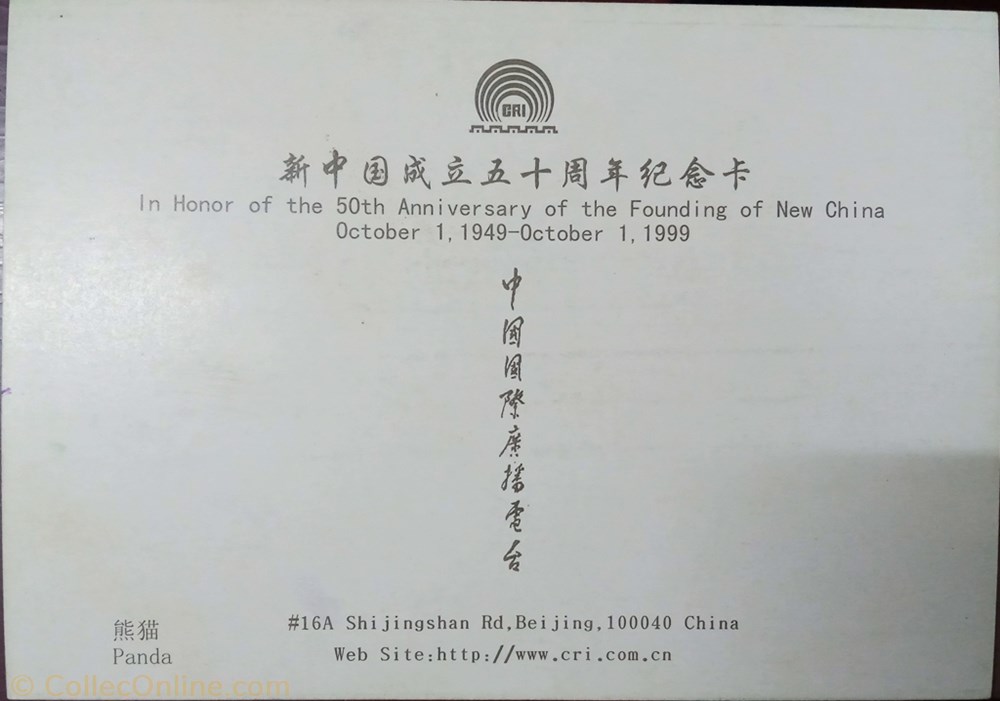 CRI
新中国成立五十周年纪念卡
In Honor of the 50th Anniversary of the Founding of New China
October 1,1949-October 1,1999
中國國際廣播電台
熊猫
Panda
#16A Shijingshan Rd,Beijing,100040 China
Web Site:http://www.cri.com.cn
© CollecOnline.com